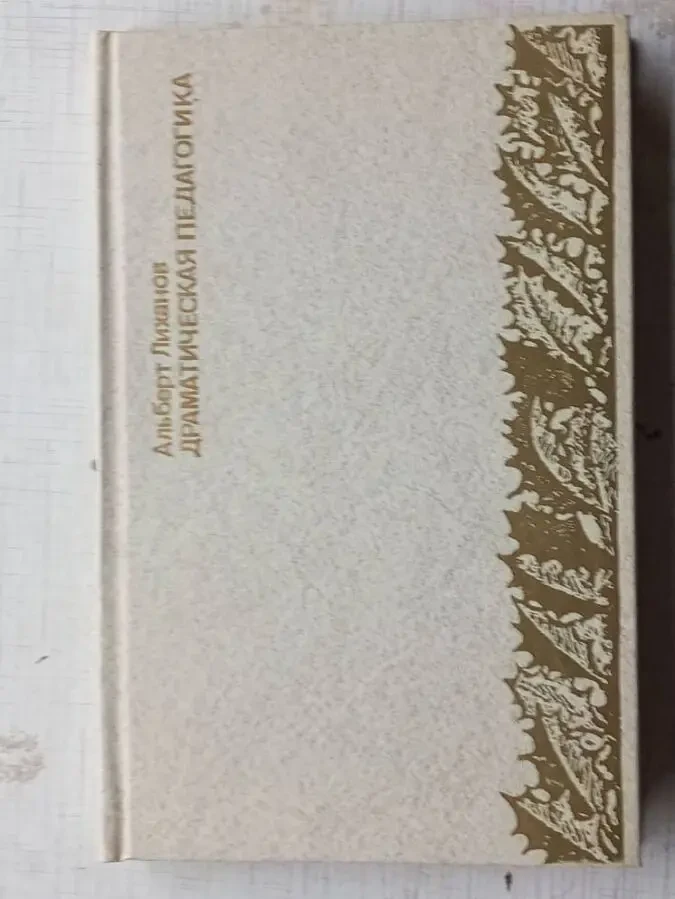 Альберт Лиханов
ДРАМАТИЧЕСКАЯ ПЕДАГОГИКА